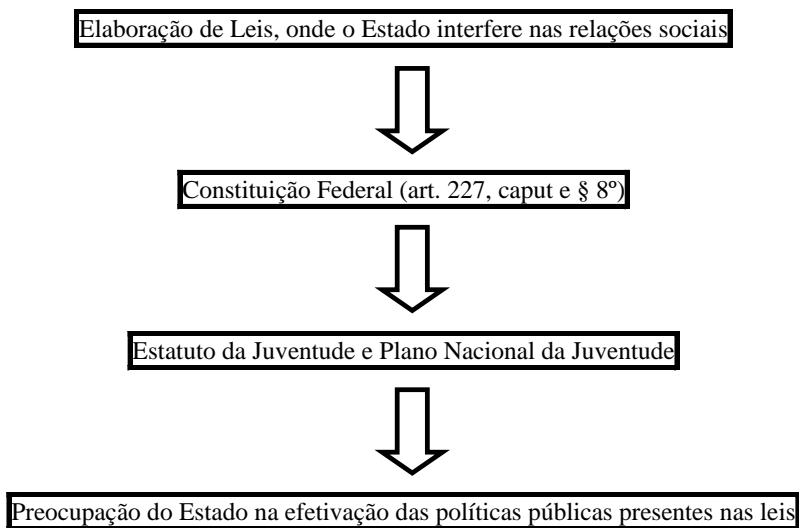 Elaboração de Leis, onde o Estado interfere nas relações sociais
Constituição Federal (art. 227, caput e § 8º)
Estatuto da Juventude e Plano Nacional da Juventude
Preocupação do Estado na efetivação das políticas públicas presentes nas leis